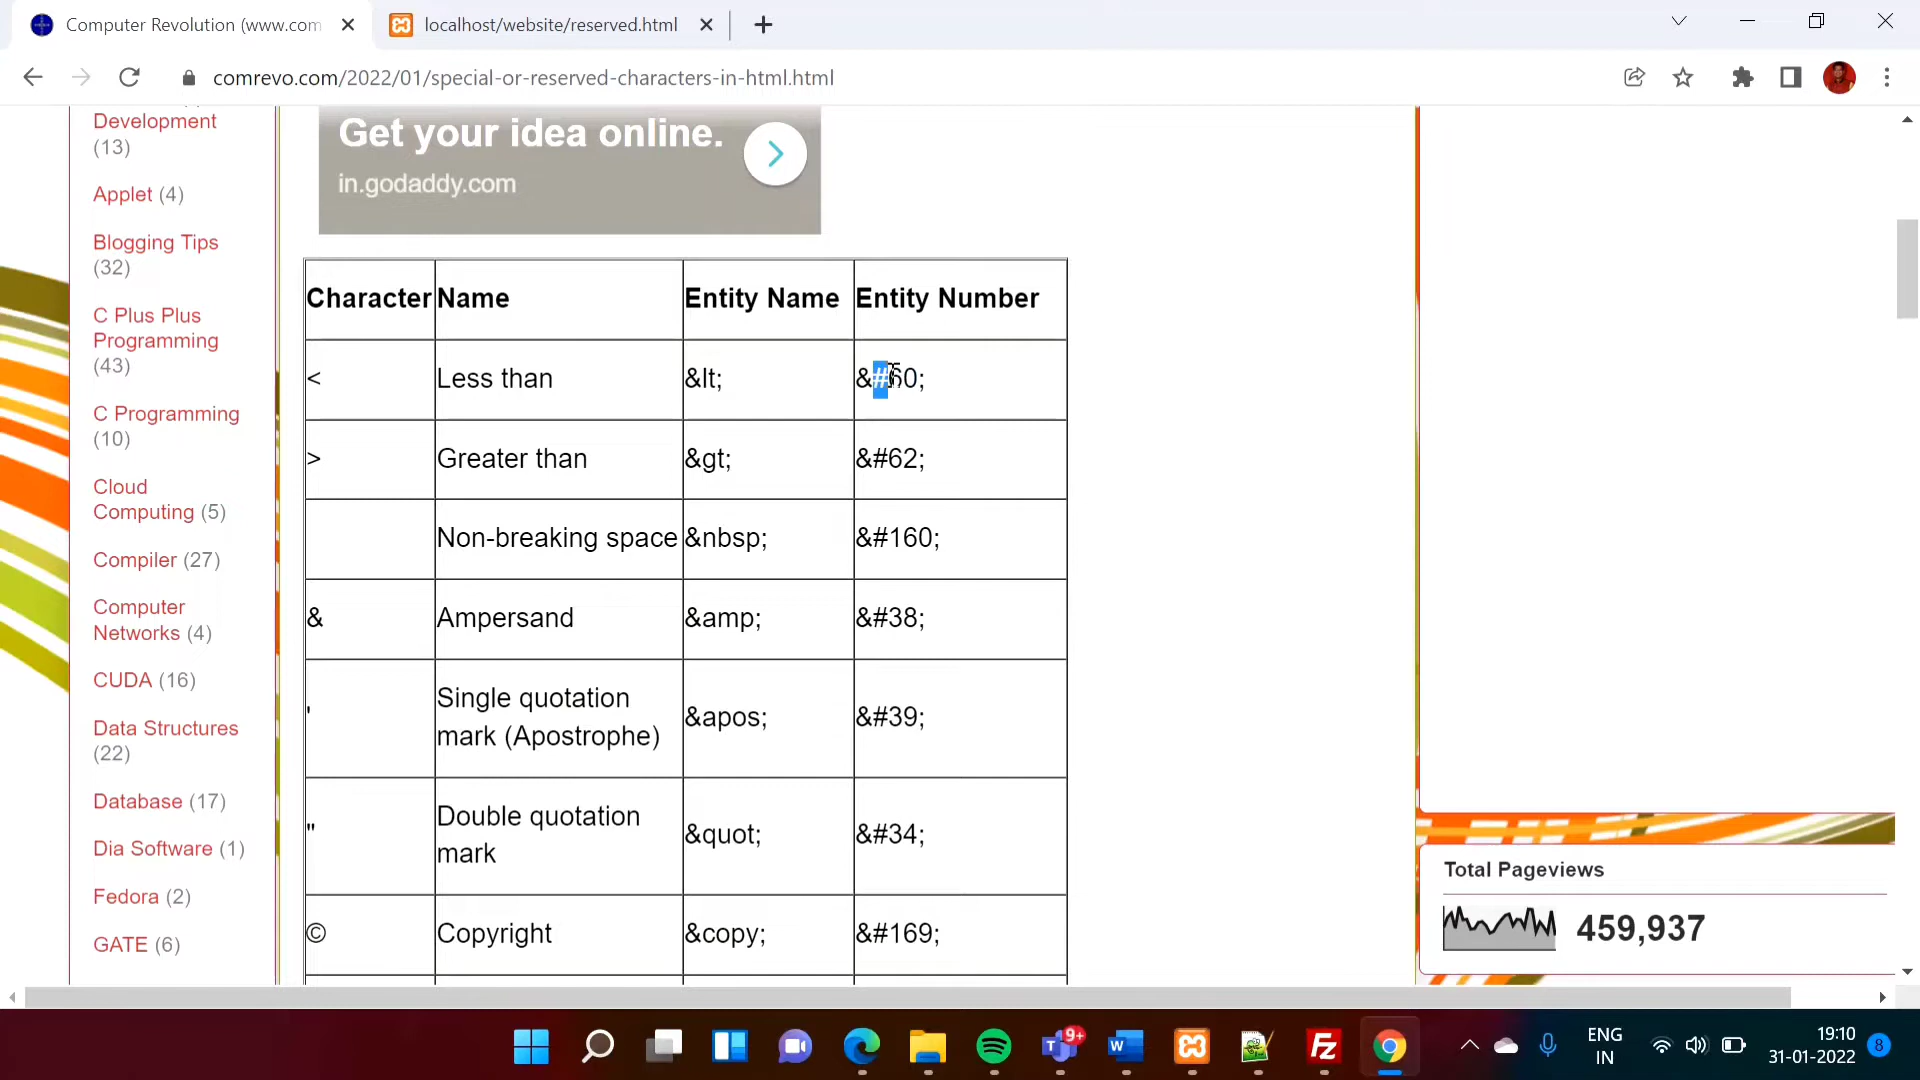 Computer Revolution (www.com
localhost/website/reserved.html
comrevo.com/2022/01/special-or-reserved-characters-in-html.html
Development
(13)
Applet (4)
Blogging Tips
(32)
C Plus Plus
Programming
(43)
C Programming
(10)
Cloud
Computing (5)
Compiler (27)
Computer
Networks (4)
CUDA (16)
Data Structures
(22)
Database (17)
Dia Software (1)
Fedora (2)
GATE (6)
Get your idea online.
in.godaddy.com
Character Name Entity Name Entity Number
< Less than &lt; &#60;
> Greater than &gt; &#62;
Non-breaking space &nbsp; &#160;
& Ampersand &amp; &#38;
' Single quotation
mark (Apostrophe) &apos; &#39;
" Double quotation
mark &quot; &#34;
© Copyright &copy; &#169;
Total Pageviews
459,937
9+
ENG
IN
19:10
31-01-2022
8